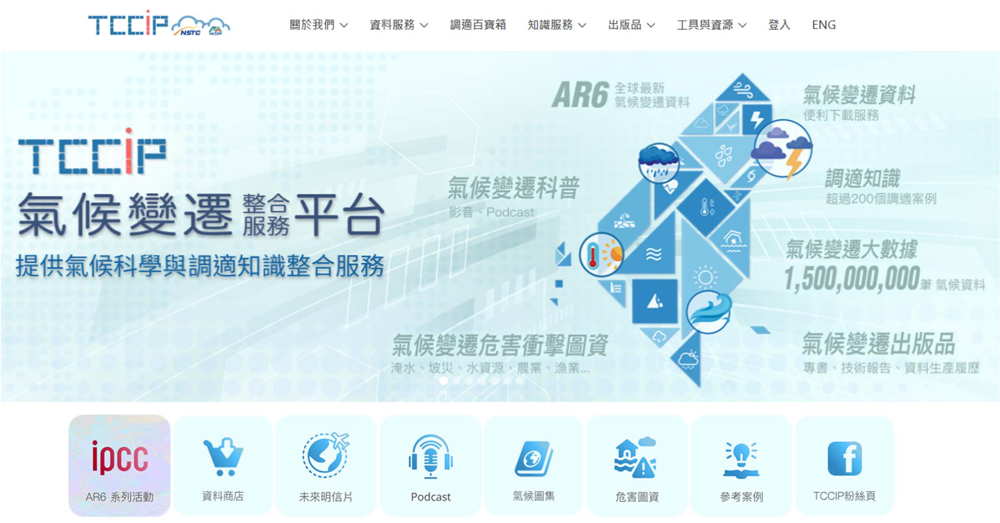 TCCiP NSTC
關於我們
資料服務
調適百寶箱
知識服務
出版品
工具與資源
登入
ENG
TCCiP
氣候變遷整合服務平台
提供氣候科學與調適知識整合服務
AR6 全球最新
氣候變遷資料
氣候變遷資料
便利下載服務
氣候變遷科普
影音、Podcast
調適知識
超過200個調適案例
氣候變遷大數據
1,500,000,000筆 氣候資料
氣候變遷危害衝擊圖資
淹水、坡災、水資源、農業、漁業...
氣候變遷出版品
專書、技術報告、資料生產履歷
ipcc
AR6 系列活動
資料商店
未來明信片
Podcast
氣候圖集
危害圖資
參考案例
f
TCCIP粉絲頁